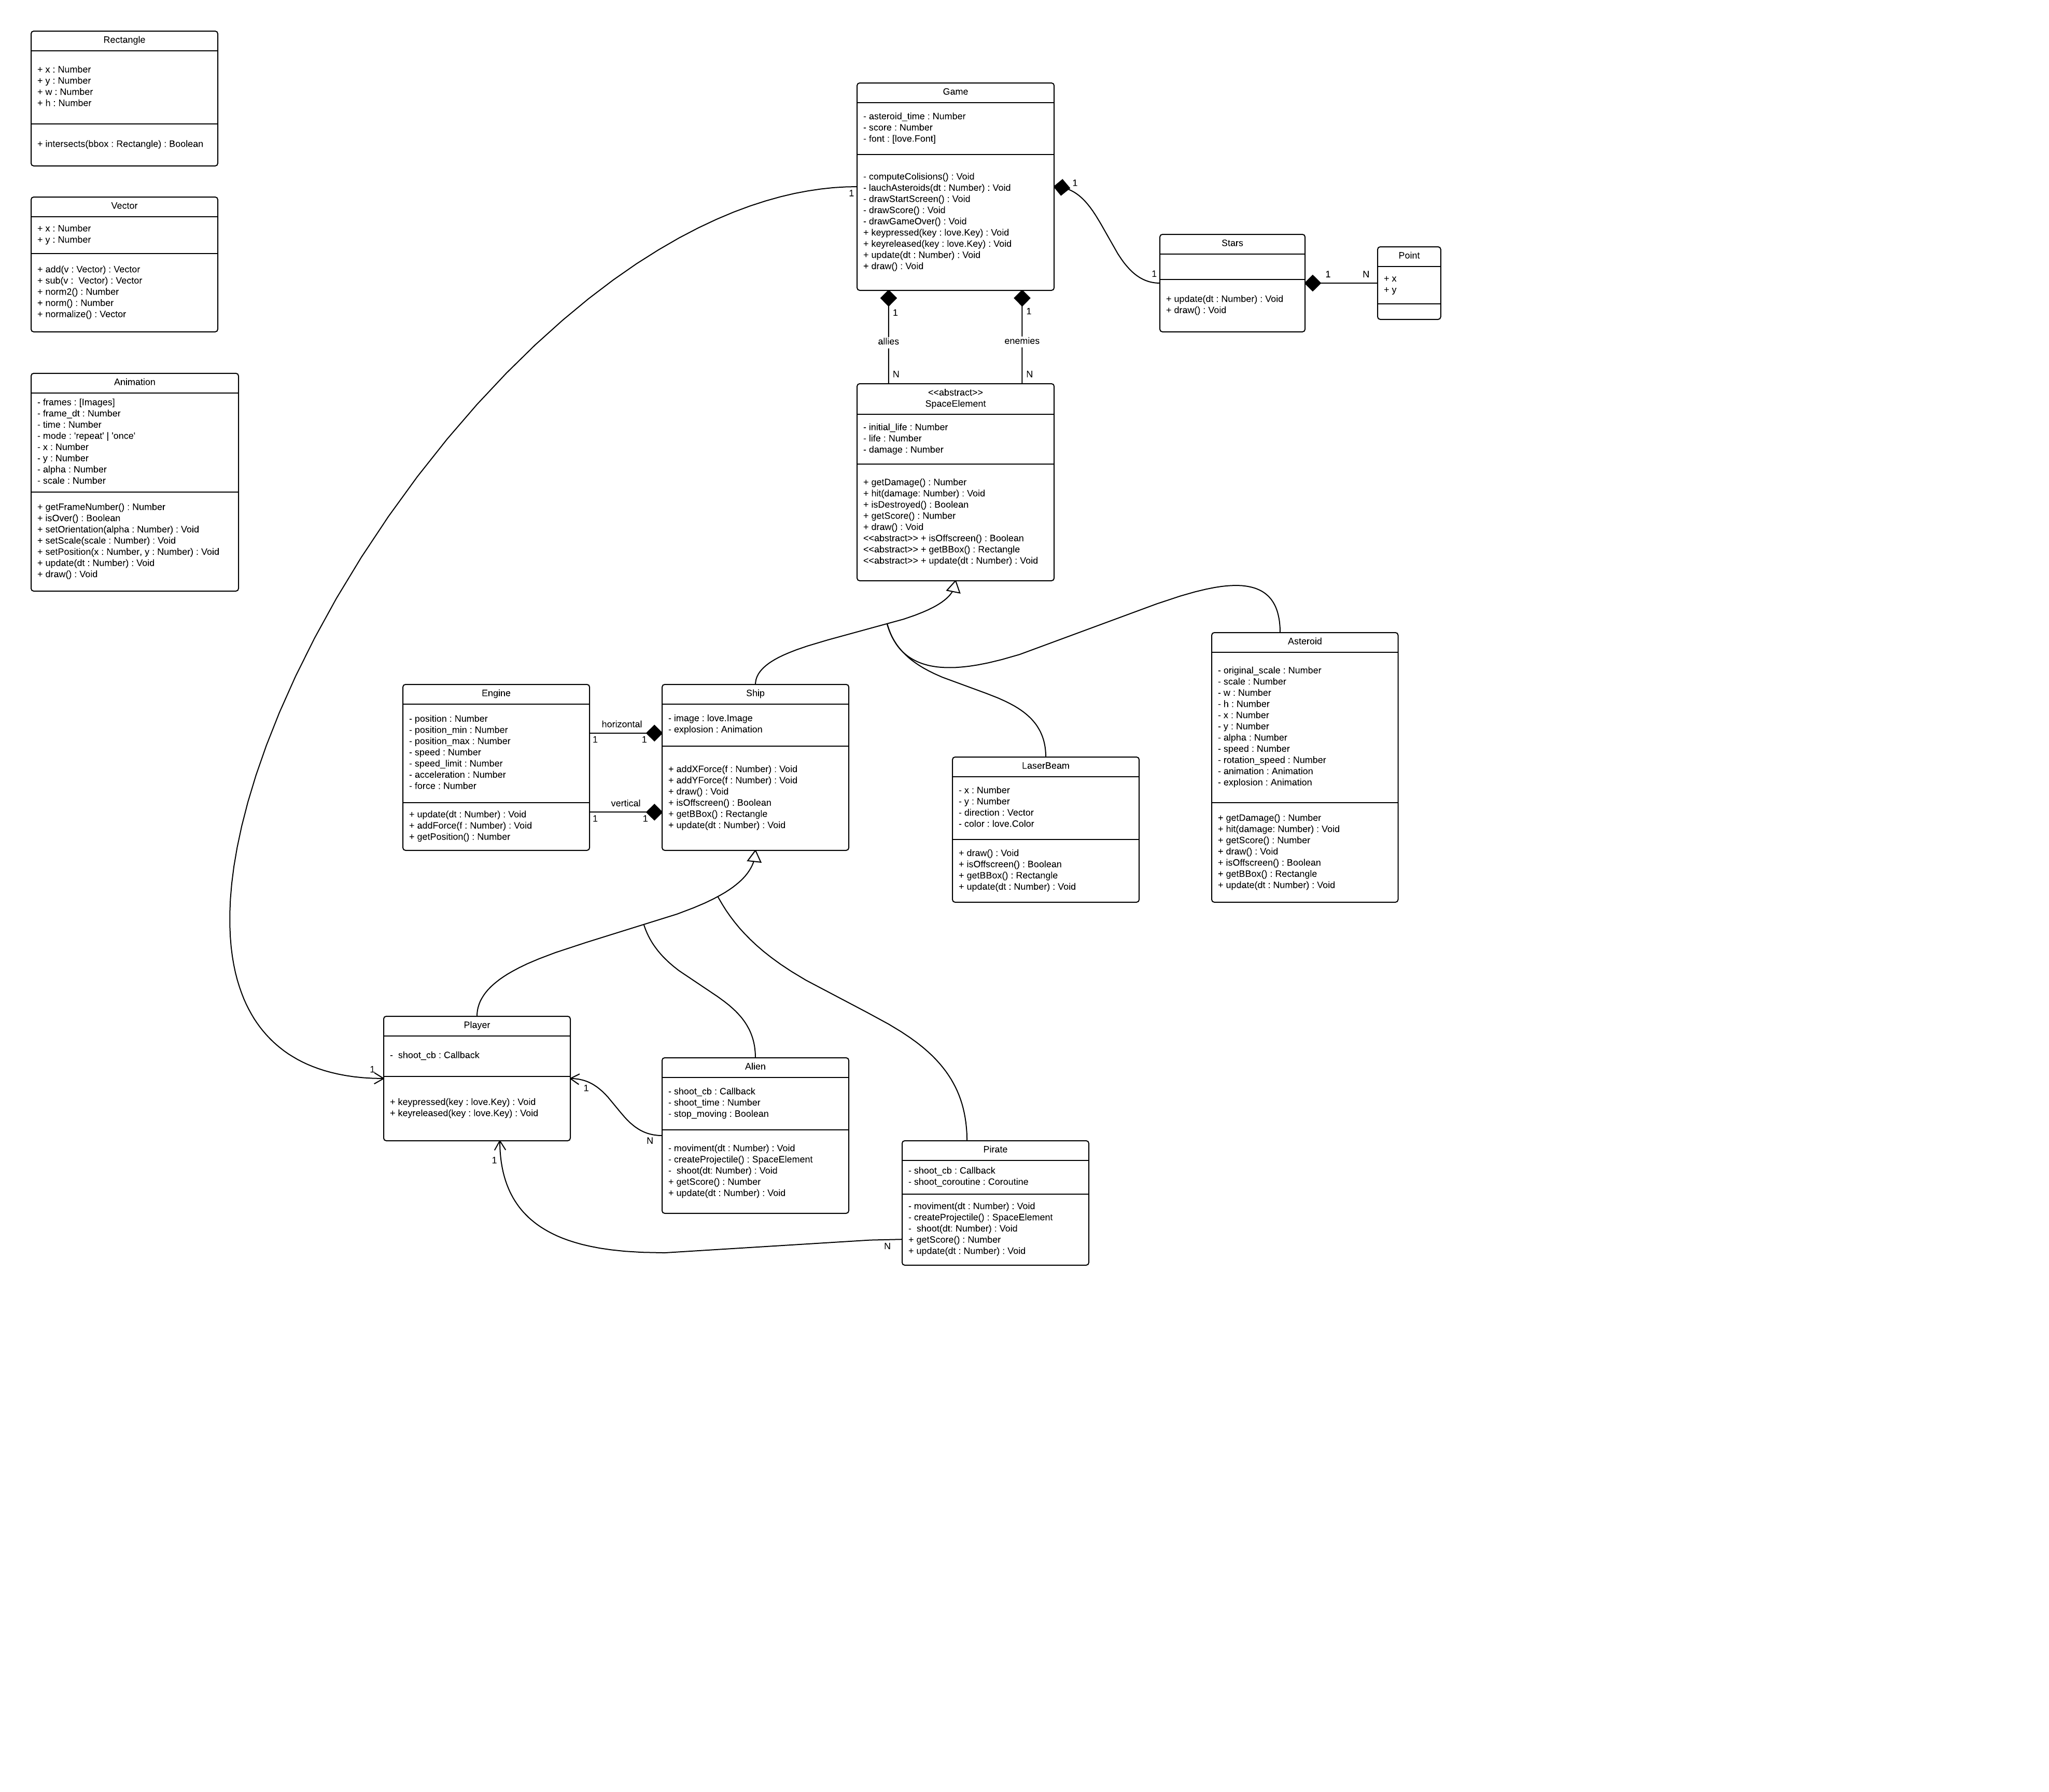 Rectangle
+ x : Number
+ y : Number
+ w : Number
+ h : Number
+ intersects(bbox : Rectangle) : Boolean
Vector
+ x : Number
+ y : Number
+ add(v : Vector) : Vector
+ sub(v :  Vector) : Vector
+ norm2() : Number
+ norm() : Number
+ normalize() : Vector
Animation
- frames : [Images]
- frame_dt : Number
- time : Number
- mode : 'repeat' | 'once'
- x : Number
- y : Number
- alpha : Number
- scale : Number
+ getFrameNumber() : Number
+ isOver() : Boolean
+ setOrientation(alpha : Number) : Void
+ setScale(scale : Number) : Void
+ setPosition(x : Number, y : Number) : Void
+ update(dt : Number) : Void
+ draw() : Void
Game
- asteroid_time : Number
- score : Number
- font : [love.Font]
- computeColisions() : Void
- lauchAsteroids(dt : Number) : Void
- drawStartScreen() : Void
- drawScore() : Void
- drawGameOver() : Void
+ keypressed(key : love.Key) : Void
+ keyreleased(key : love.Key) : Void
+ update(dt : Number) : Void
+ draw() : Void
1
1
1
Stars
+ update(dt : Number) : Void
+ draw() : Void
1
N
Point
+ x
+ y
1
1
allies
enemies
N
N
<<abstract>>
SpaceElement
- initial_life : Number
- life : Number
- damage : Number
+ getDamage() : Number
+ hit(damage: Number) : Void
+ isDestroyed() : Boolean
+ getScore() : Number
+ draw() : Void
<<abstract>> + isOffscreen() : Boolean
<<abstract>> + getBBox() : Rectangle
<<abstract>> + update(dt : Number) : Void
Engine
- position : Number
- position_min : Number
- position_max : Number
- speed : Number
- speed_limit : Number
- acceleration : Number
- force : Number
+ update(dt : Number) : Void
+ addForce(f : Number) : Void
+ getPosition() : Number
horizontal
1
1
vertical
1
1
Ship
- image : love.Image
- explosion : Animation
+ addXForce(f : Number) : Void
+ addYForce(f : Number) : Void
+ draw() : Void
+ isOffscreen() : Boolean
+ getBBox() : Rectangle
+ update(dt : Number) : Void
LaserBeam
- x : Number
- y : Number
- direction : Vector
- color : love.Color
+ draw() : Void
+ isOffscreen() : Boolean
+ getBBox() : Rectangle
+ update(dt : Number) : Void
Asteroid
- original_scale : Number
- scale : Number
- w : Number
- h : Number
- x : Number
- y : Number
- alpha : Number
- speed : Number
- rotation_speed : Number
- animation : Animation
- explosion : Animation
+ getDamage() : Number
+ hit(damage: Number) : Void
+ getScore() : Number
+ draw() : Void
+ isOffscreen() : Boolean
+ getBBox() : Rectangle
+ update(dt : Number) : Void
1
Player
-  shoot_cb : Callback
+ keypressed(key : love.Key) : Void
+ keyreleased(key : love.Key) : Void
1
N
1
N
Alien
- shoot_cb : Callback
- shoot_time : Number
- stop_moving : Boolean
- moviment(dt : Number) : Void
- createProjectile() : SpaceElement
-  shoot(dt: Number) : Void
+ getScore() : Number
+ update(dt : Number) : Void
Pirate
- shoot_cb : Callback
- shoot_coroutine : Coroutine
- moviment(dt : Number) : Void
- createProjectile() : SpaceElement
-  shoot(dt: Number) : Void
+ getScore() : Number
+ update(dt : Number) : Void